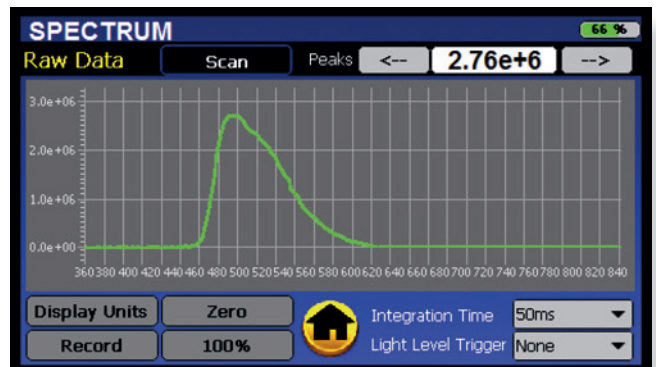 SPECTRUM 66 %
Raw Data Scan Peaks <-- 2.76e+6 -->
3.0e+06
2.0e+06
1.0e+06
0.0e+00
360 380 400 420 440 460 480 500 520 540 560 580 600 620 640 660 680 700 720 740 760 780 800 820 840
Display Units Zero Integration Time 50ms
Record 100% Light Level Trigger None